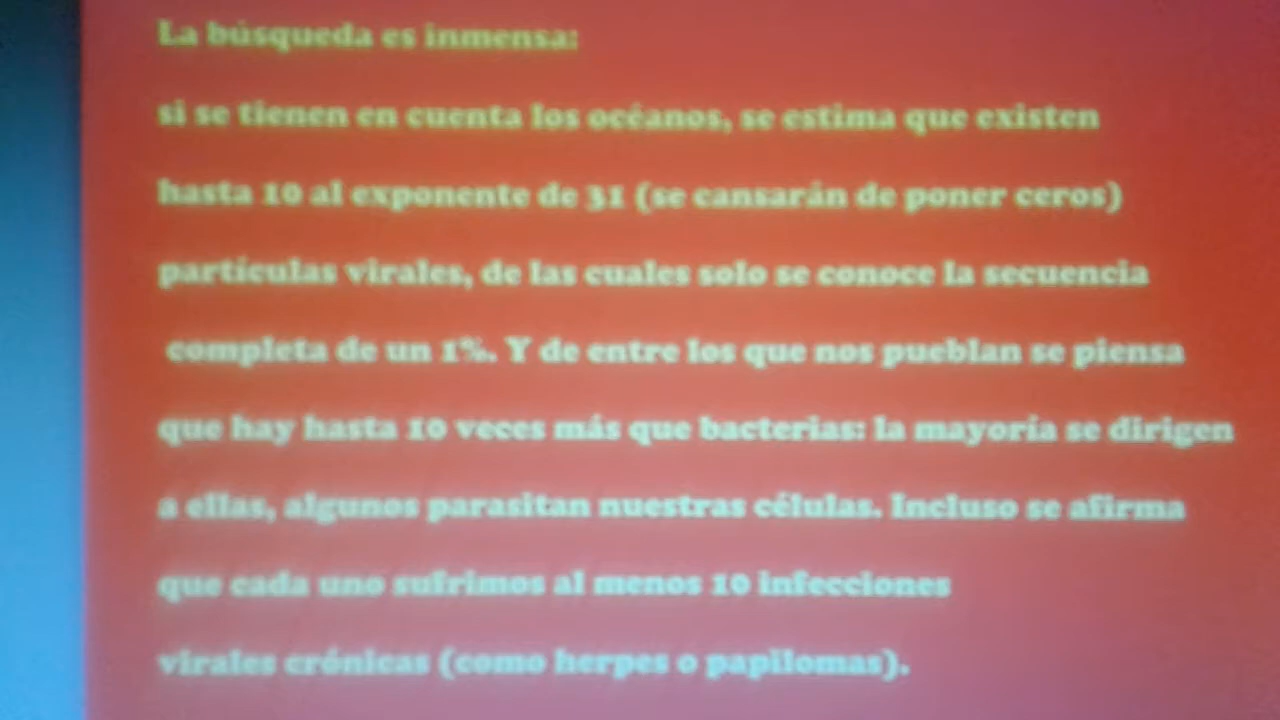 La búsqueda es inmensa:
si se tienen en cuenta los océanos, se estima que existen
hasta 10 al exponente de 31 (se cansarán de poner ceros)
partículas virales, de las cuales solo se conoce la secuencia
completa de un 1%. Y de entre los que nos pueblan se piensa
que hay hasta 10 veces más que bacterias: la mayoría se dirigen
a ellas, algunos parasitan nuestras células. Incluso se afirma
que cada uno sufrimos al menos 10 infecciones
virales crónicas (como herpes o papilomas).